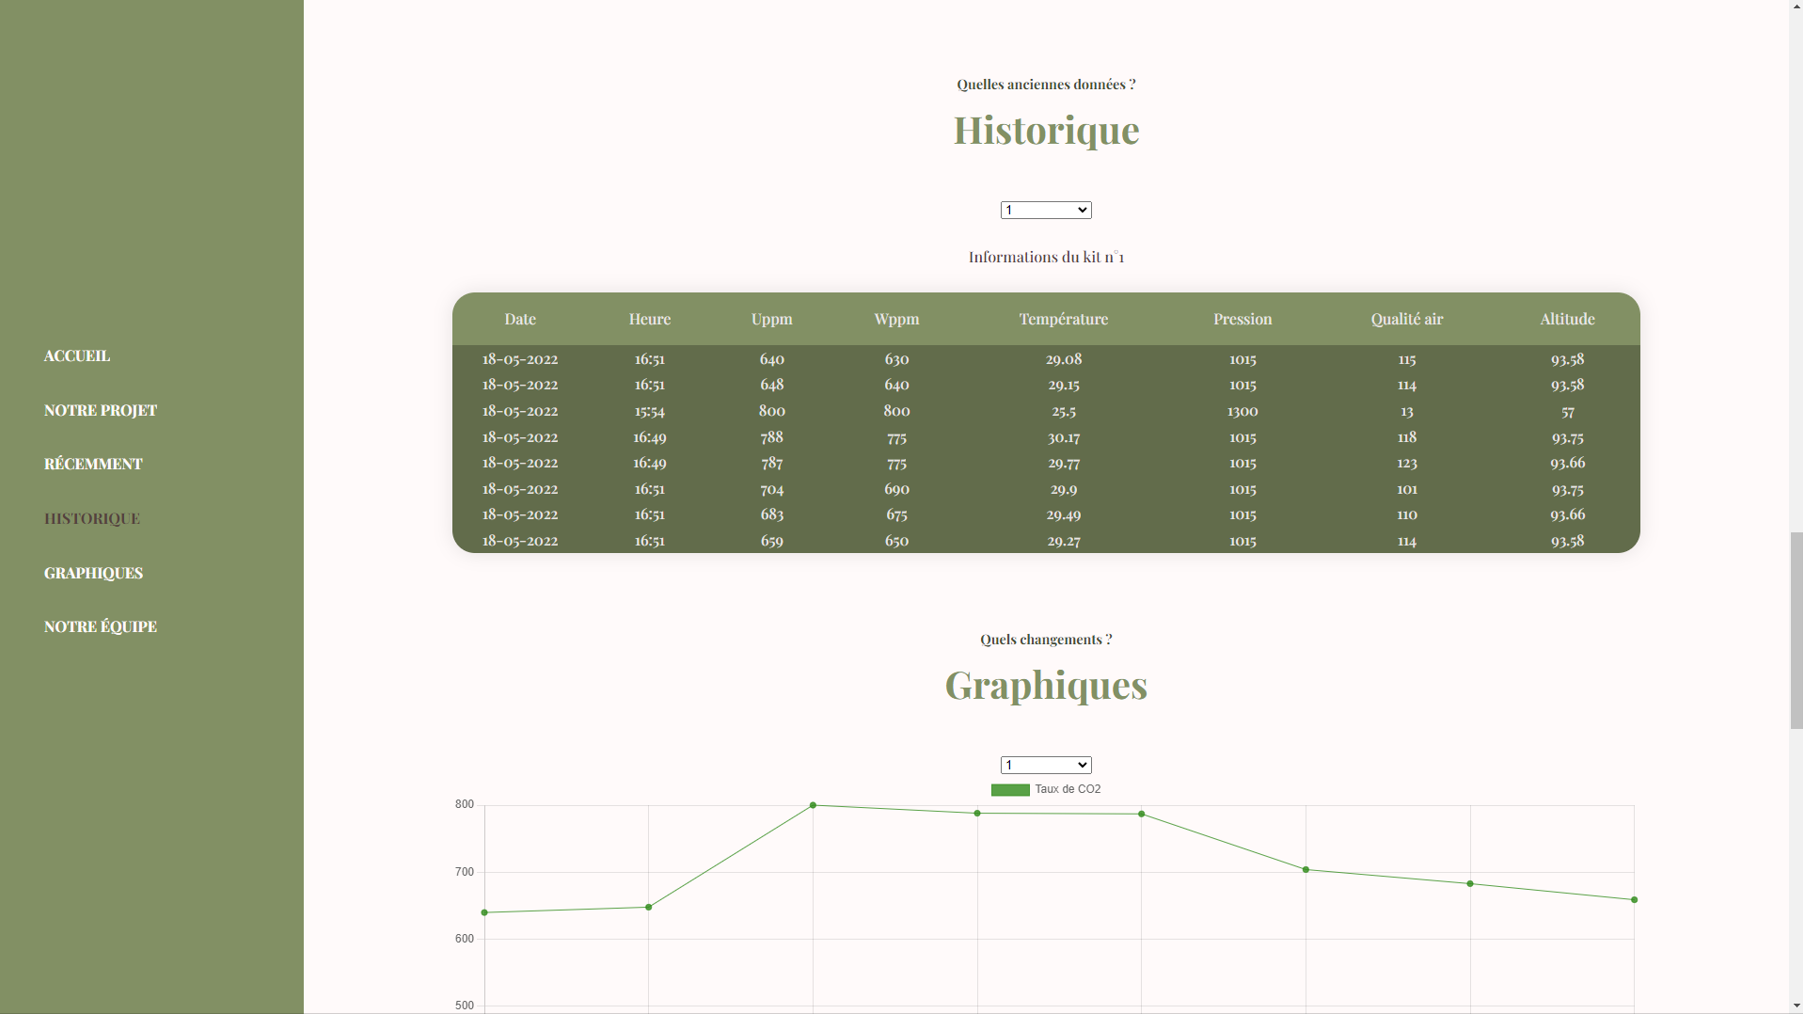 ACCUEIL
NOTRE PROJET
RÉCEMMENT
HISTORIQUE
GRAPHIQUES
NOTRE ÉQUIPE
Quelles anciennes données ?
Historique
1
Informations du kit n°1
Date Heure Uppm Wppm Température Pression Qualité air Altitude
18-05-2022 16:51 640 630 29.08 1015 115 93.58
18-05-2022 16:51 648 640 29.15 1015 114 93.58
18-05-2022 15:54 800 800 25.5 1300 13 57
18-05-2022 16:49 788 775 30.17 1015 118 93.75
18-05-2022 16:49 787 775 29.77 1015 123 93.66
18-05-2022 16:51 704 690 29.9 1015 101 93.75
18-05-2022 16:51 683 675 29.49 1015 110 93.66
18-05-2022 16:51 659 650 29.27 1015 114 93.58
Quels changements ?
Graphiques
1
Taux de CO2
800
700
600
500